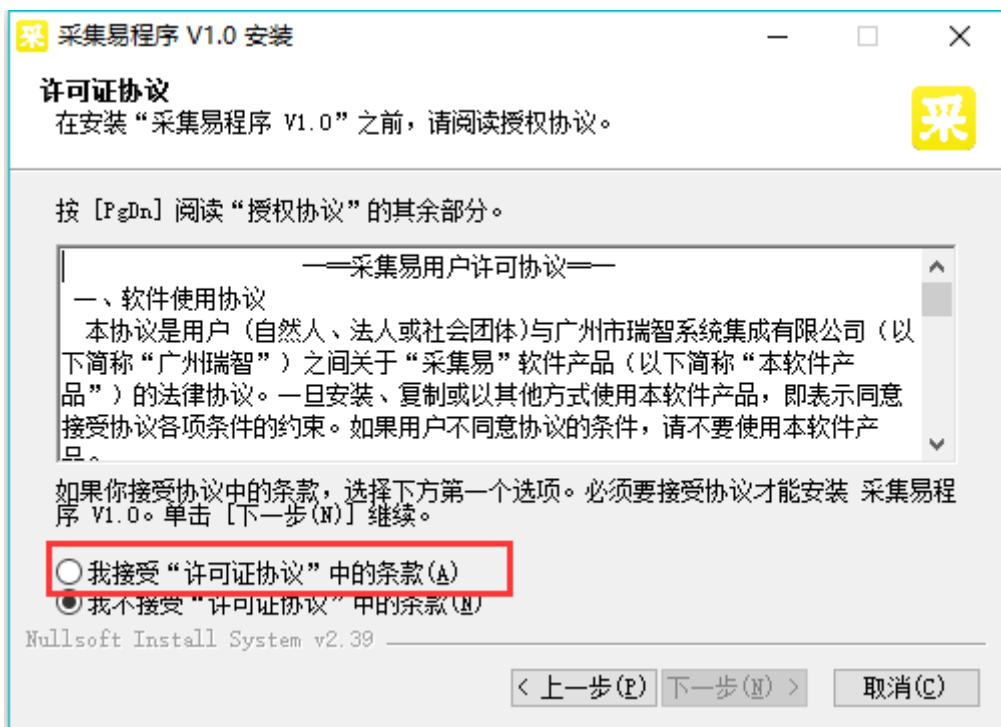 采 采集易程序 V1.0 安装
许可证协议
在安装“采集易程序 V1.0”之前，请阅读授权协议。
采
按 [PgDn] 阅读“授权协议”的其余部分。
一══采集易用户许可协议══一
一、软件使用协议
本协议是用户（自然人、法人或社会团体)与广州市瑞智系统集成有限公司（以
下简称“广州瑞智”）之间关于“采集易”软件产品（以下简称“本软件产
品”）的法律协议。一旦安装、复制或以其他方式使用本软件产品，即表示同意
接受协议各项条件的约束。如果用户不同意协议的条件，请不要使用本软件产
品。
如果你接受协议中的条款，选择下方第一个选项。必须要接受协议才能安装 采集易程
序 V1.0。单击 [下一步(N)] 继续。
我接受“许可证协议”中的条款(A)
我不接受“许可证协议”中的条款(N)
Nullsoft Install System v2.39
< 上一步(P) 下一步(N) > 取消(C)